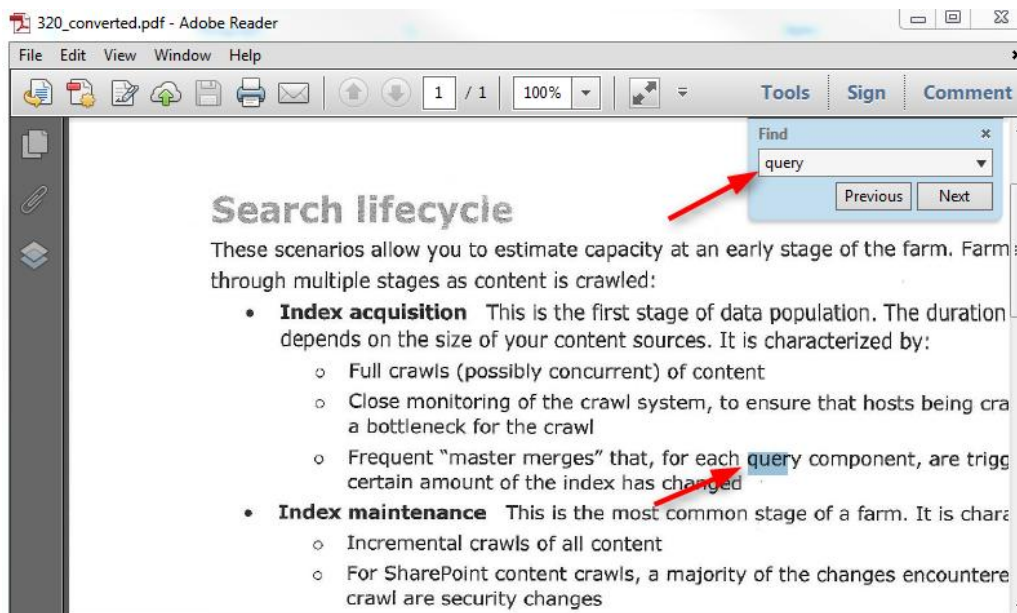 320_converted.pdf - Adobe Reader
File Edit View Window Help
1 / 1 100% Tools Sign Comment
Find
query
Previous Next
Search lifecycle
These scenarios allow you to estimate capacity at an early stage of the farm. Farm
through multiple stages as content is crawled:
• Index acquisition This is the first stage of data population. The duration
depends on the size of your content sources. It is characterized by:
o Full crawls (possibly concurrent) of content
o Close monitoring of the crawl system, to ensure that hosts being cra
a bottleneck for the crawl
o Frequent “master merges” that, for each query component, are trigg
certain amount of the index has changed
• Index maintenance This is the most common stage of a farm. It is chara
o Incremental crawls of all content
o For SharePoint content crawls, a majority of the changes encountere
crawl are security changes